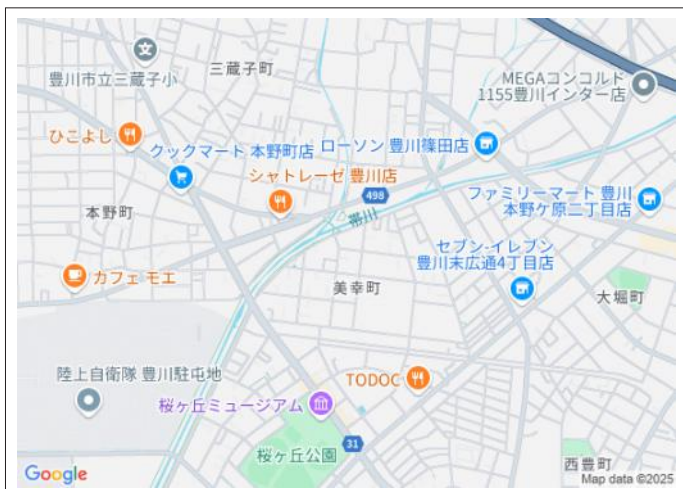 三蔵子町
豊川市立三蔵子小
MEGAコンコルド
1155豊川インター店
ひこよし
クックマート 本野町店
ローソン 豊川篠田店
シャトレーゼ 豊川店
498
ファミリーマート 豊川
本野ケ原二丁目店
本野町
帯川
セブン-イレブン
豊川末広通4丁目店
カフェ モエ
美幸町
大堀町
陸上自衛隊 豊川駐屯地
TODOC
桜ヶ丘ミュージアム
31
桜ヶ丘公園
西豊町
Google
Map data ©2025